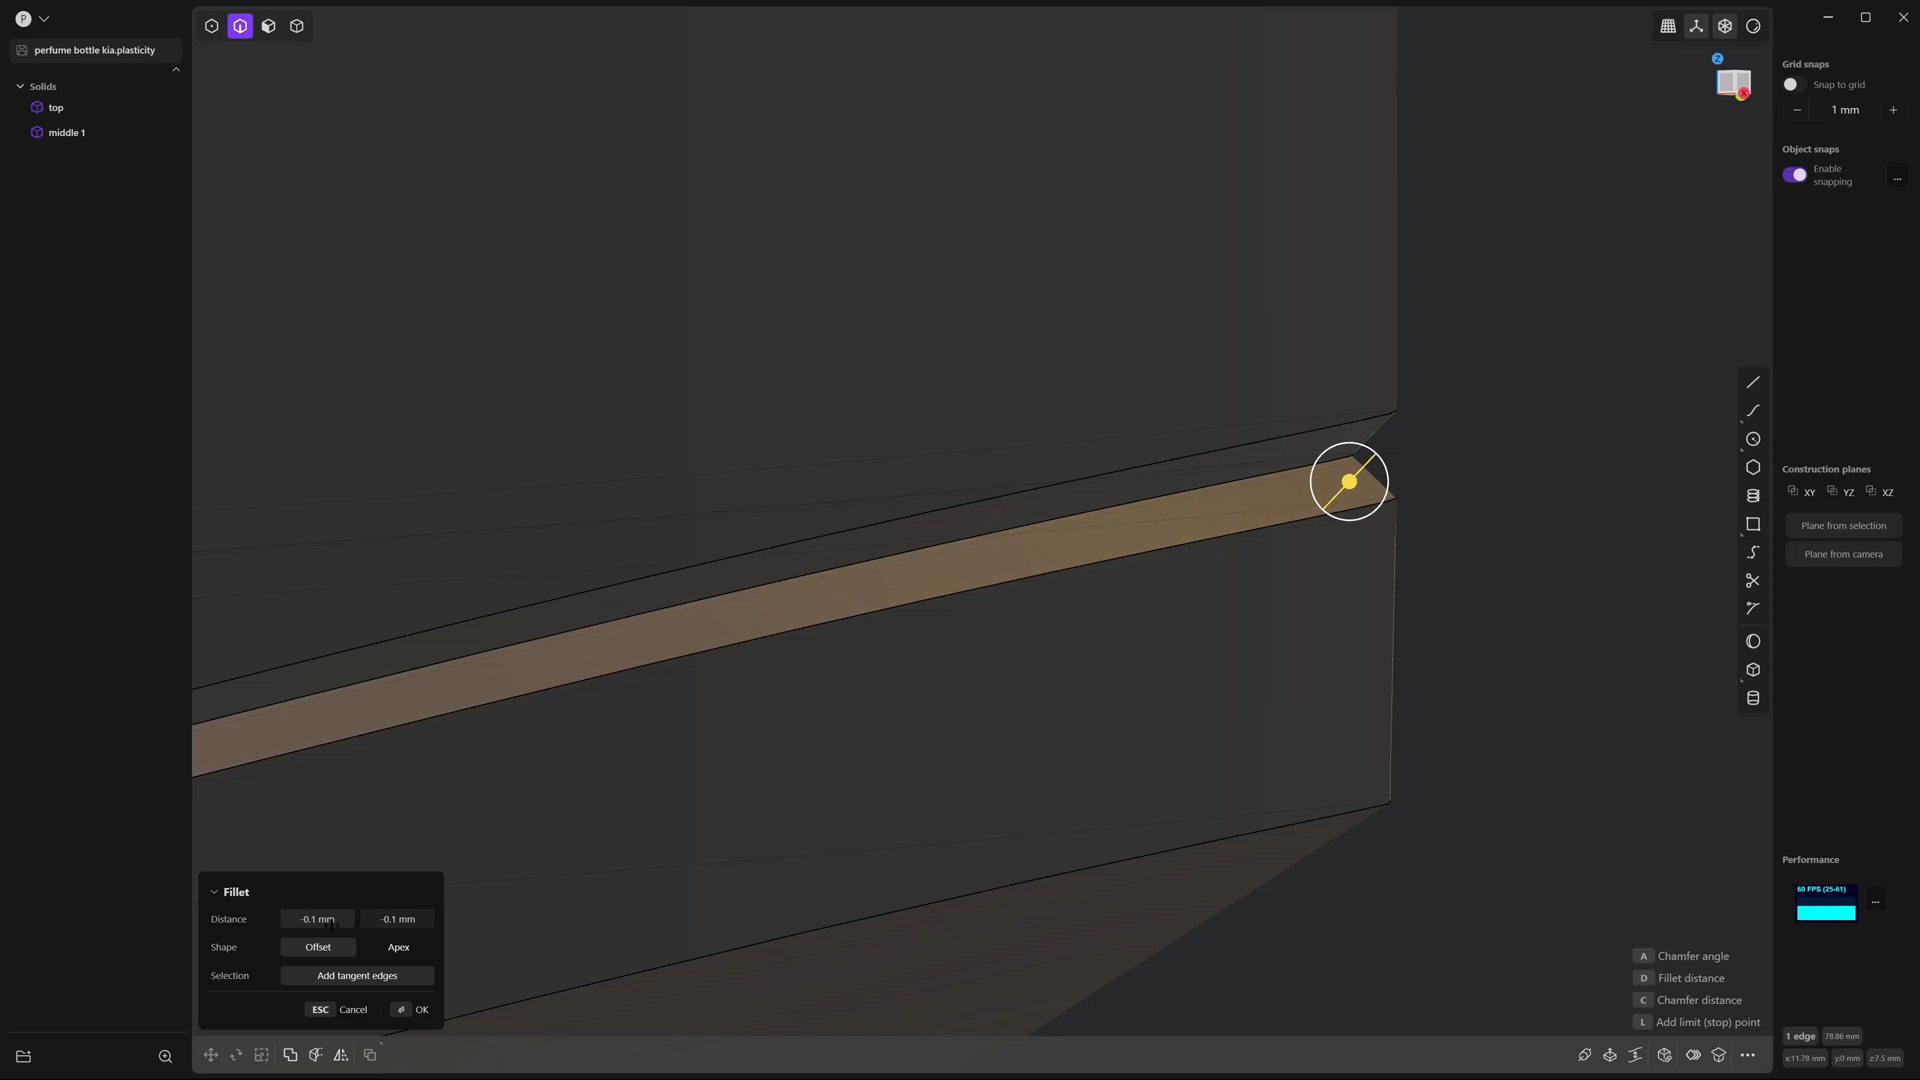 P
perfume bottle kia.plasticity
Solids
top
middle 1
Z
X
Grid snaps
Snap to grid
1 mm
Object snaps
Enable
snapping
...
Construction planes
XY YZ XZ
Plane from selection
Plane from camera
Performance
60 FPS (25-61)
...
Fillet
Distance -0.1 mm -0.1 mm
Shape Offset Apex
Selection Add tangent edges
ESC Cancel OK
A Chamfer angle
D Fillet distance
C Chamfer distance
L Add limit (stop) point
1 edge 78.86 mm
x:11.78 mm y:0 mm z:7.5 mm